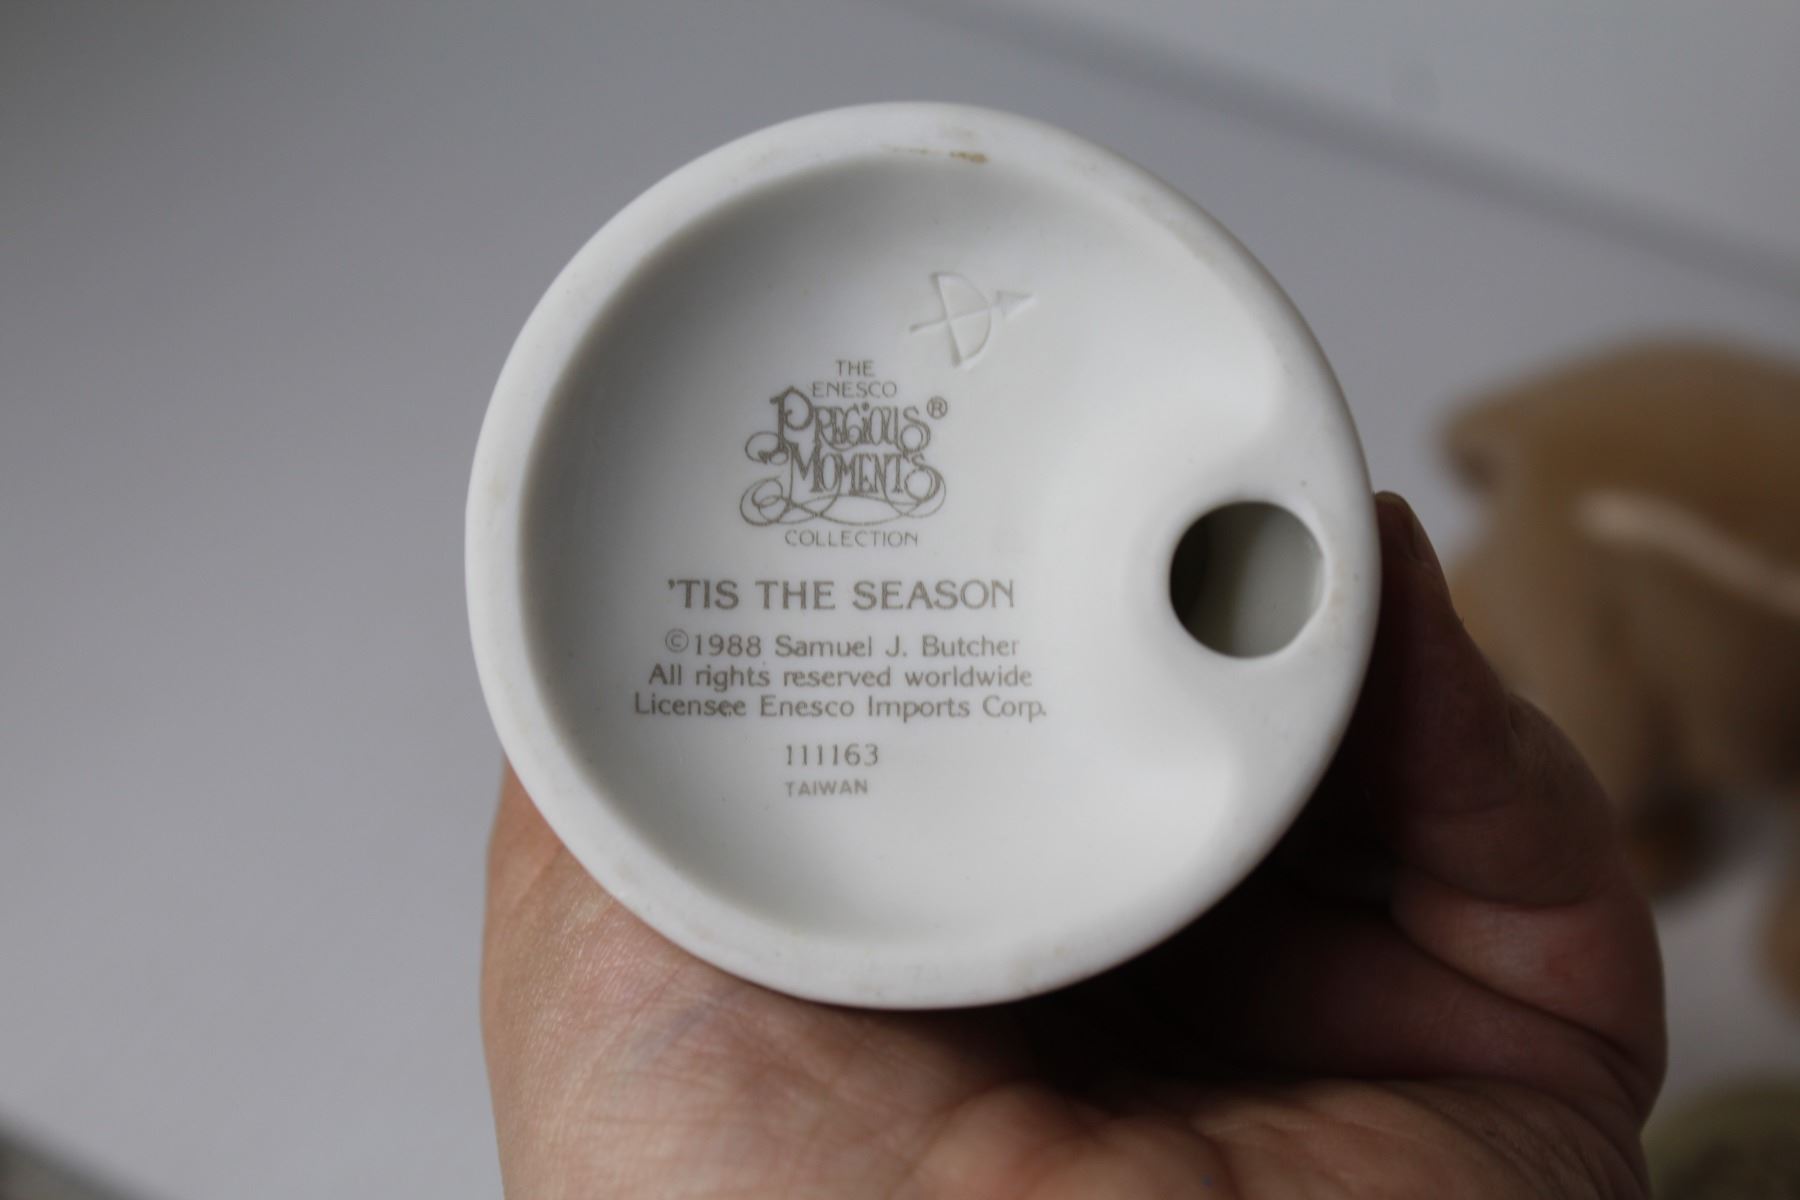 THE
ENESCO
PRECIOUS®
MOMENTS
COLLECTION
'TIS THE SEASON
©1988 Samuel J. Butcher
All rights reserved worldwide
Licensee Enesco Imports Corp.
111163
TAIWAN